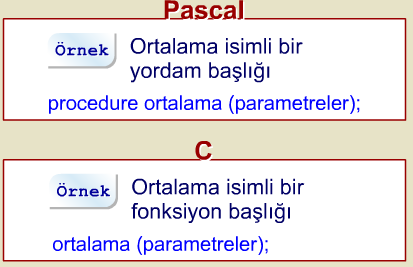 Pascal
Örnek
Ortalama isimli bir
yordam başlığı
procedure ortalama (parametreler);
C
Örnek
Ortalama isimli bir
fonksiyon başlığı
ortalama (parametreler);